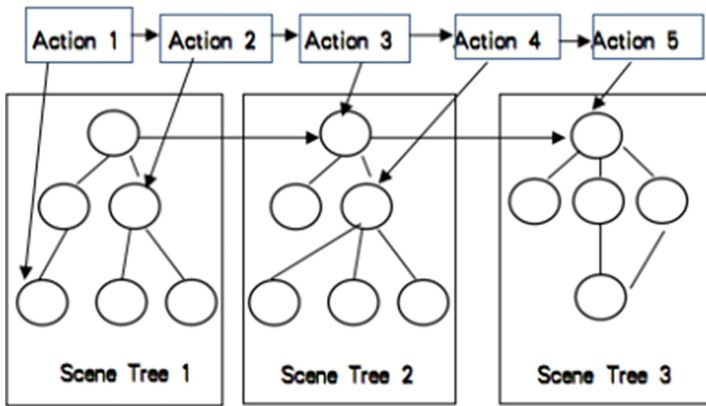 Action 1
Action 2
Action 3
Action 4
Action 5
Scene Tree 1
Scene Tree 2
Scene Tree 3